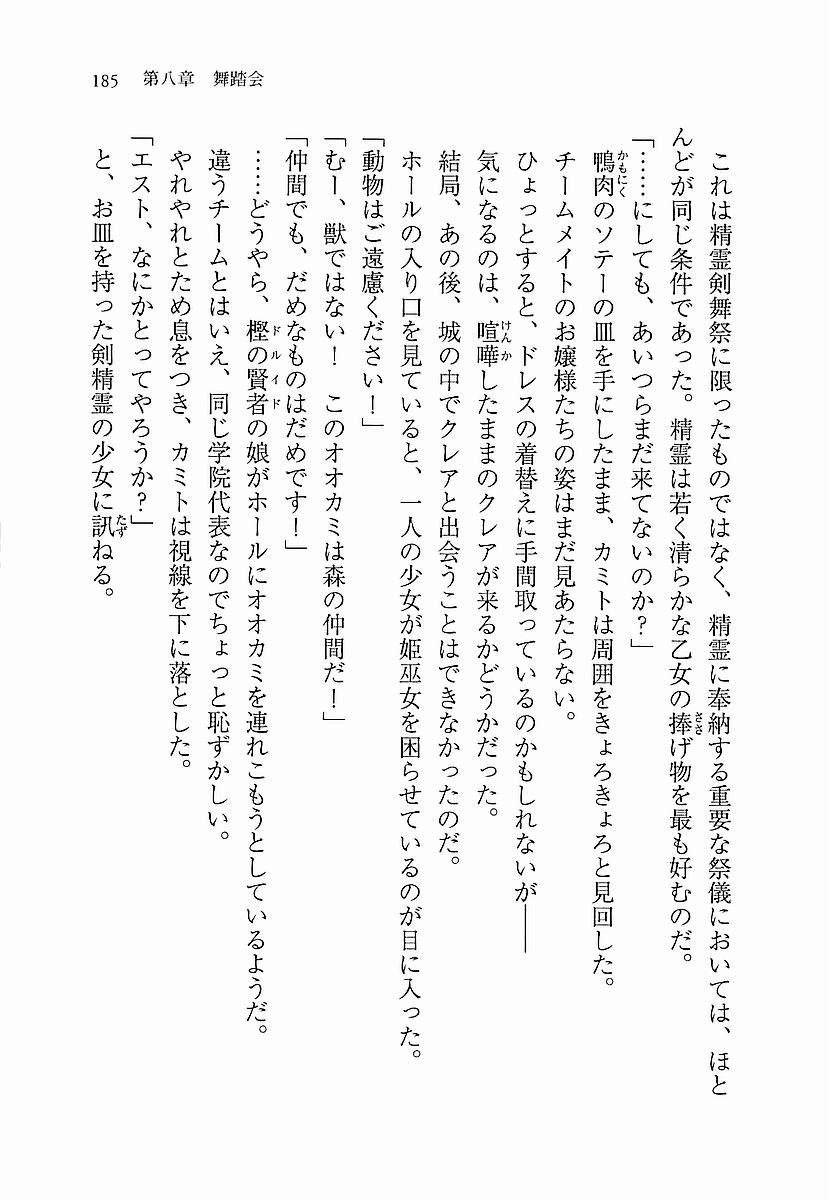 185 第八章 舞踏会
これは精霊剣舞祭に限ったものではなく、精霊に奉納する重要な祭儀においては、ほと
んどが同じ条件であった。精霊は若く清らかな乙女の捧げ物を最も好むのだ。
「……にしても、あいつらまだ来てないのか？」
鴨肉のソテーの皿を手にしたまま、カミトは周囲をきょろきょろと見回した。
チームメイトのお嬢様たちの姿はまだ見あたらない。
ひょっとすると、ドレスの着替えに手間取っているのかもしれないが――
気になるのは、喧嘩したままのクレアが来るかどうかだった。
結局、あの後、城の中でクレアと出会うことはできなかったのだ。
ホールの入り口を見ていると、一人の少女が姫巫女を困らせているのが目に入った。
「動物はご遠慮ください！」
「むー、獣ではない！　このオオカミは森の仲間だ！」
「仲間でも、だめなものはだめです！」
……どうやら、樫の賢者の娘がホールにオオカミを連れこもうとしているようだ。
違うチームとはいえ、同じ学院代表なのでちょっと恥ずかしい。
やれやれとため息をつき、カミトは視線を下に落とした。
「エスト、なにかとってやろうか？」
と、お皿を持った剣精霊の少女に訊ねる。